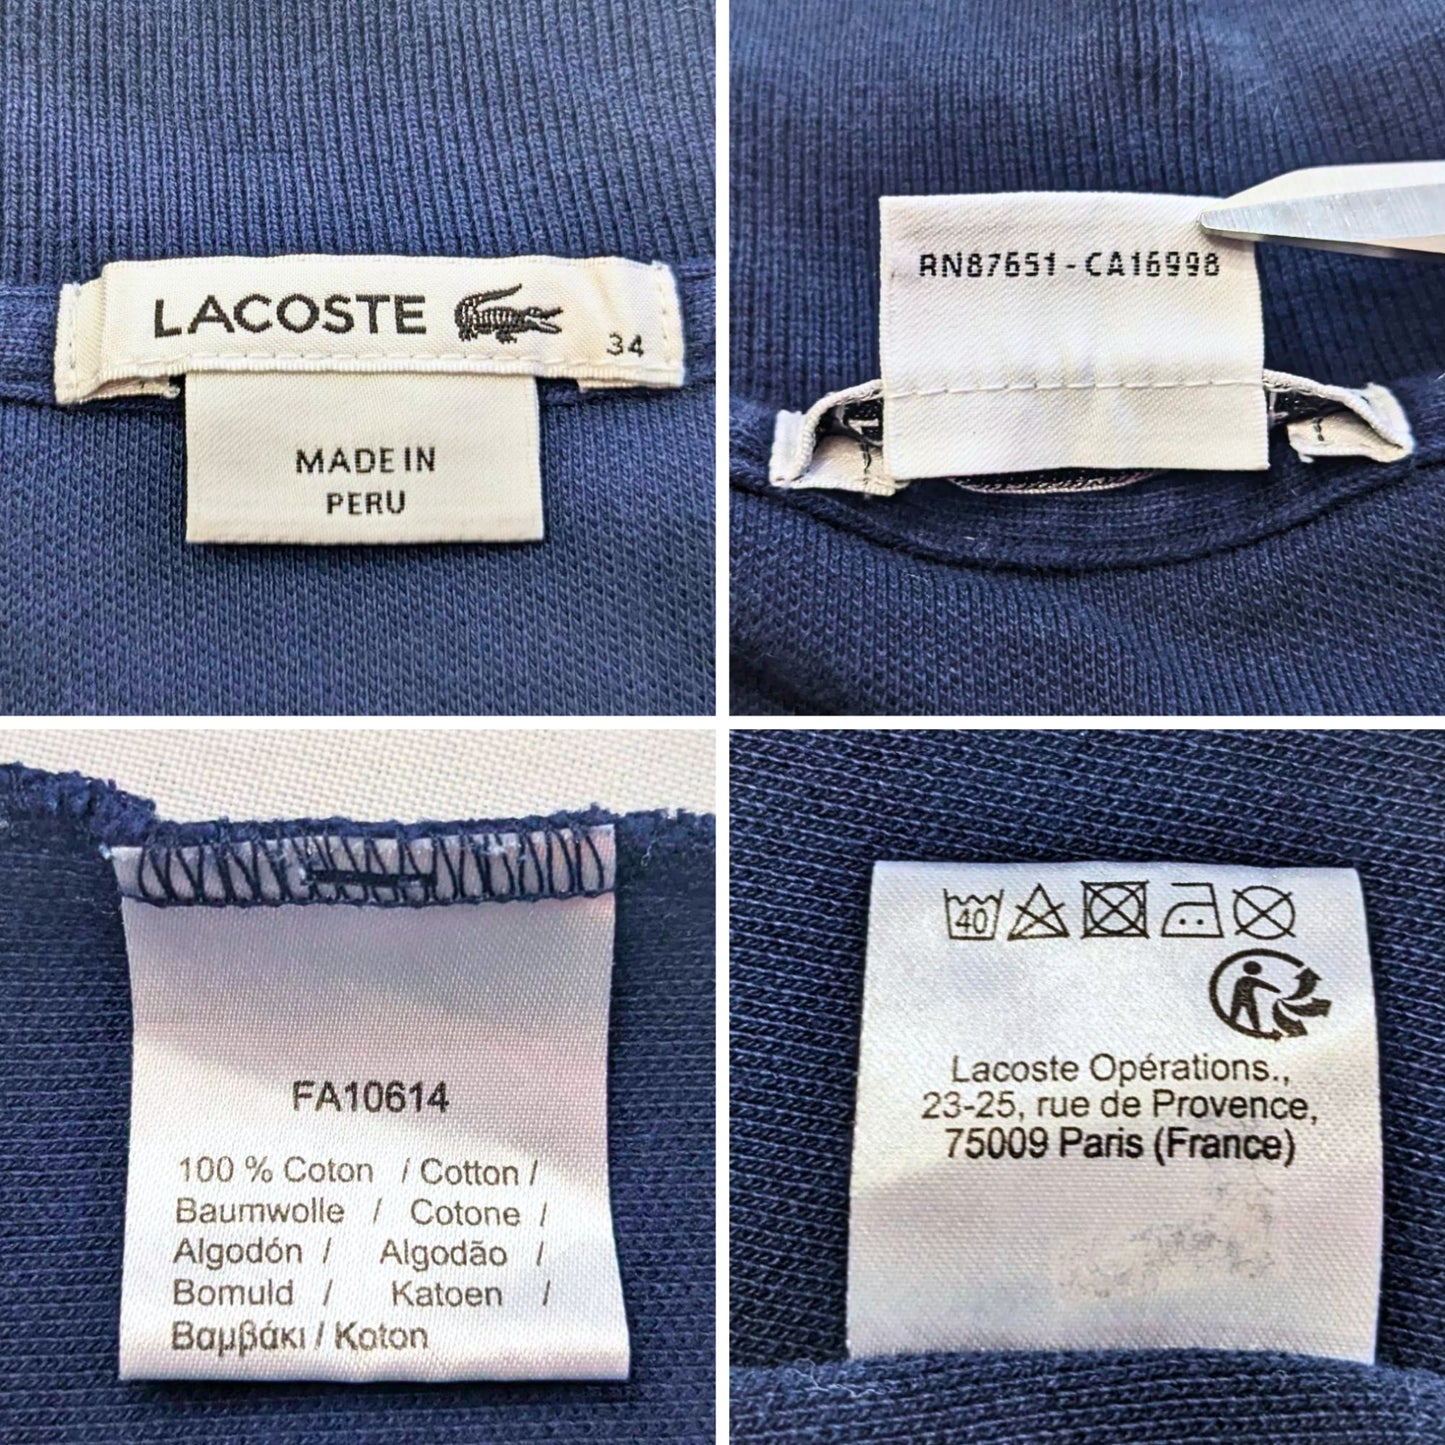 LACOSTE
34
MADE IN
PERU
RN87651 - CA16998
FA10614
100 % Coton / Cotton /
Baumwolle / Cotone /
Algodón / Algodão /
Bomuld / Katoen /
Βαμβάκι / Koton
40
Lacoste Opérations.,
23-25, rue de Provence,
75009 Paris (France)